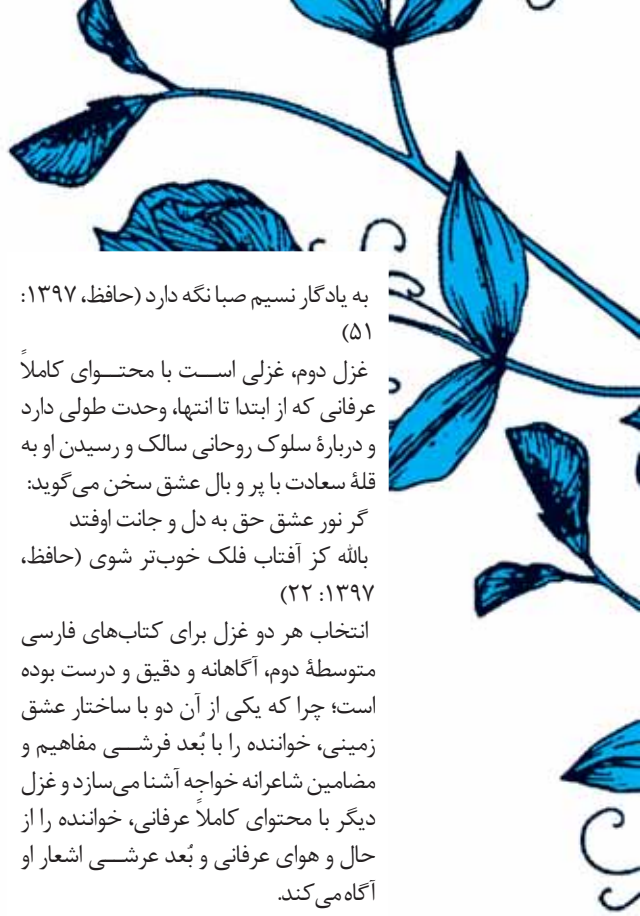 به یادگار نسیم صبا نگه دارد (حافظ، ۱۳۹۷:
۵۱)
غزل دوم، غزلی است با محتوای کاملاً
عرفانی که از ابتدا تا انتها، وحدت طولی دارد
و دربارهٔ سلوک روحانی سالک و رسیدن او به
قلهٔ سعادت با پر و بال عشق سخن می‌گوید:
گر نور عشق حق به دل و جانت اوفتد
بالله کز آفتاب فلک خوب‌تر شوی (حافظ،
۱۳۹۷: ۲۲)
انتخاب هر دو غزل برای کتاب‌های فارسی
متوسطهٔ دوم، آگاهانه و دقیق و درست بوده
است؛ چرا که یکی از آن دو با ساختار عشق
زمینی، خواننده را با بُعد فرشی مفاهیم و
مضامین شاعرانه خواجه آشنا می‌سازد و غزل
دیگر با محتوای کاملاً عرفانی، خواننده را از
حال و هوای عرفانی و بُعد عرشی اشعار او
آگاه می‌کند.